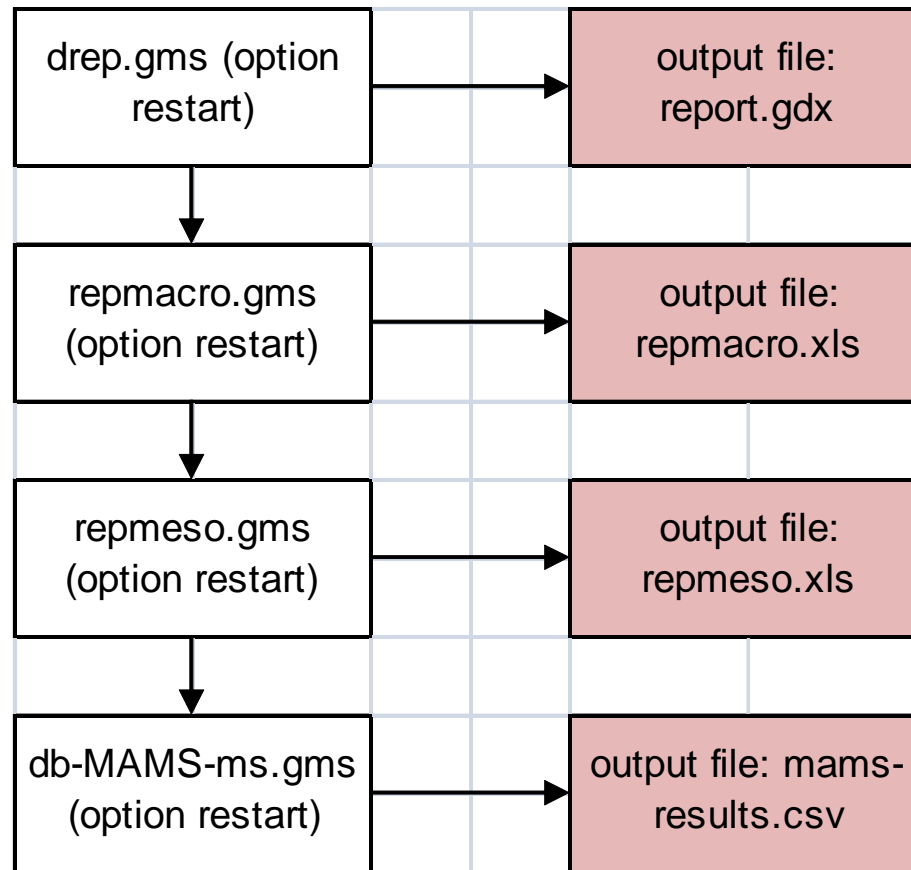 drep.gms (option
restart)
output file:
report.gdx
repmacro.gms
(option restart)
output file:
repmacro.xls
repmeso.gms
(option restart)
output file:
repmeso.xls
db-MAMS-ms.gms
(option restart)
output file: mams-
results.csv